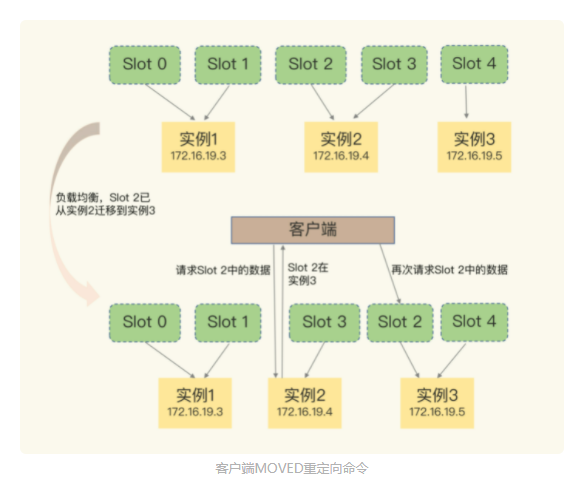 Slot 0
Slot 1
Slot 2
Slot 3
Slot 4
实例1
172.16.19.3
实例2
172.16.19.4
实例3
172.16.19.5
负载均衡，Slot 2已
从实例2迁移到实例3
客户端
请求Slot 2中的数据
Slot 2在
实例3
再次请求Slot 2中的数据
Slot 0
Slot 1
Slot 3
Slot 2
Slot 4
实例1
172.16.19.3
实例2
172.16.19.4
实例3
172.16.19.5
客户端MOVED重定向命令